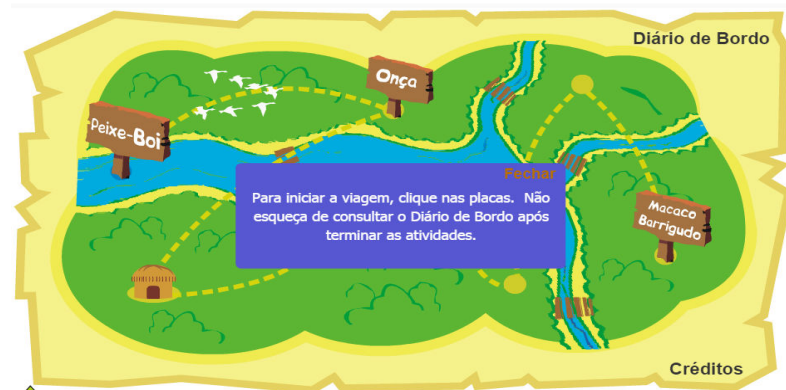 Diário de Bordo
Onça
Peixe-Boi
Fechar
Para iniciar a viagem, clique nas placas. Não
esqueça de consultar o Diário de Bordo após
terminar as atividades.
Macaco
Barrigudo
Créditos